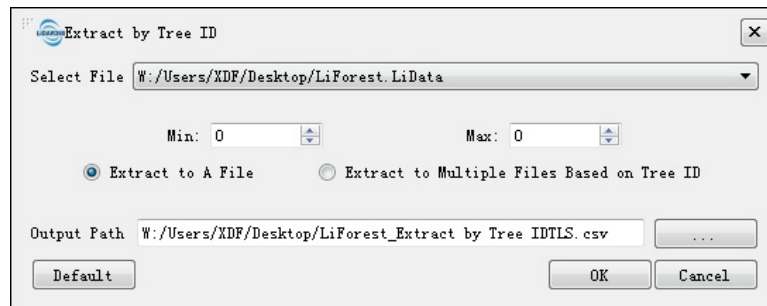 Extract by Tree ID
Select File W:/Users/XDF/Desktop/LiForest.LiData
Min: 0 Max: 0
Extract to A File Extract to Multiple Files Based on Tree ID
Output Path W:/Users/XDF/Desktop/LiForest_Extract by Tree IDTLS.csv ...
Default OK Cancel